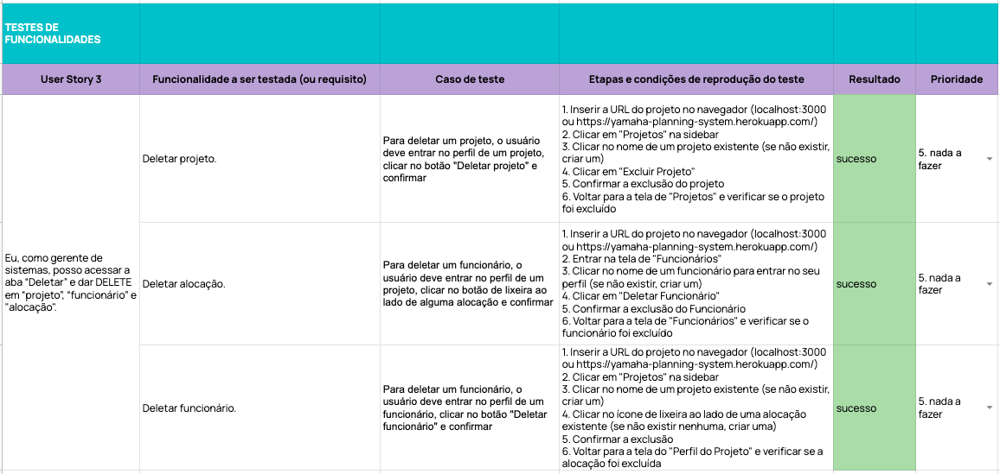 TESTES DE
FUNCIONALIDADES
User Story 3
Funcionalidade a ser testada (ou requisito)
Caso de teste
Etapas e condições de reprodução do teste
Resultado
Prioridade
Eu, como gerente de
sistemas, posso acessar a
aba “Deletar” e dar DELETE
em “projeto”, “funcionário” e
"alocação".
Deletar projeto.
Para deletar um projeto, o usuário
deve entrar no perfil de um projeto,
clicar no botão "Deletar projeto" e
confirmar
1. Inserir a URL do projeto no navegador (localhost:3000
ou https://yamaha-planning-system.herokuapp.com/)
2. Clicar em "Projetos" na sidebar
3. Clicar no nome de um projeto existente (se não existir,
criar um)
4. Clicar em "Excluir Projeto"
5. Confirmar a exclusão do projeto
6. Voltar para a tela de "Projetos" e verificar se o projeto
foi excluído
sucesso
5. nada a
fazer
Deletar alocação.
Para deletar um funcionário, o
usuário deve entrar no perfil de um
projeto, clicar no botão de lixeira ao
lado de alguma alocação e confirmar
1. Inserir a URL do projeto no navegador (localhost:3000
ou https://yamaha-planning-system.herokuapp.com/)
2. Entrar na tela de "Funcionários"
3. Clicar no nome de um funcionário para entrar no seu
perfil (se não existir, criar um)
4. Clicar em "Deletar Funcionário"
5. Confirmar a exclusão do Funcionário
6. Voltar para a tela de "Funcionários" e verificar se o
funcionário foi excluído
sucesso
5. nada a
fazer
Deletar funcionário.
Para deletar um funcionário, o
usuário deve entrar no perfil de um
funcionário, clicar no botão "Deletar
funcionário" e confirmar
1. Inserir a URL do projeto no navegador (localhost:3000
ou https://yamaha-planning-system.herokuapp.com/)
2. Clicar em "Projetos" na sidebar
3. Clicar no nome de um projeto existente (se não existir,
criar um)
4. Clicar no ícone de lixeira ao lado de uma alocação
existente (se não existir nenhuma, criar uma)
5. Confirmar a exclusão
6. Voltar para a tela do "Perfil do Projeto" e verificar se a
alocação foi excluída
sucesso
5. nada a
fazer